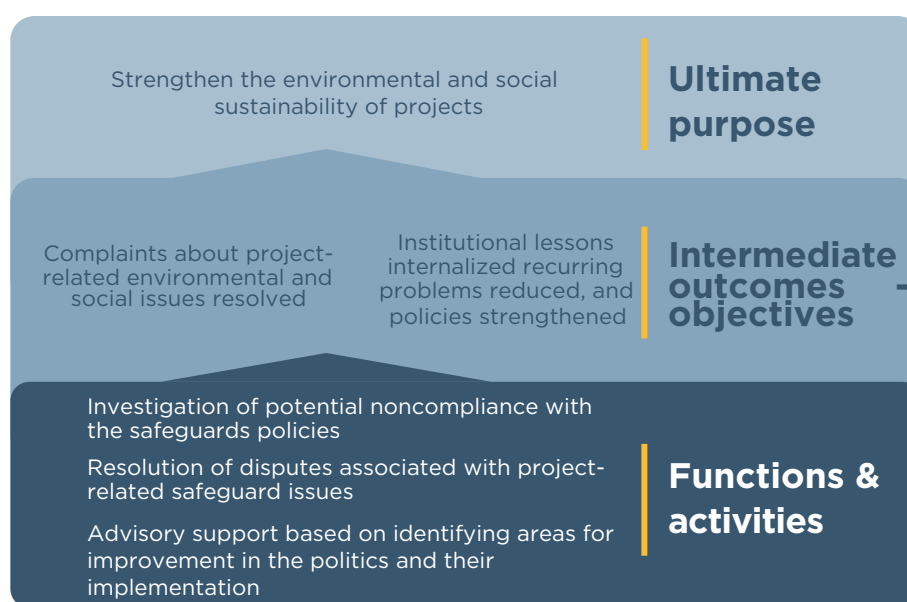 Strengthen the environmental and social
sustainability of projects
Ultimate
purpose
Complaints about project-
related environmental and
social issues resolved
Institutional lessons
internalized recurring
problems reduced, and
policies strengthened
Intermediate
outcomes -
objectives
Investigation of potential noncompliance with
the safeguards policies
Resolution of disputes associated with project-
related safeguard issues
Advisory support based on identifying areas for
improvement in the politics and their
implementation
Functions &
activities